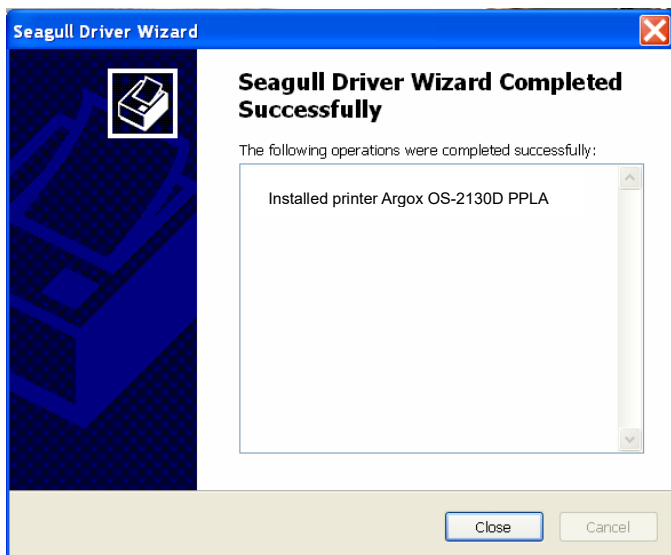 Seagull Driver Wizard
Seagull Driver Wizard Completed
Successfully
The following operations were completed successfully:
Installed printer Argox OS-2130D PPLA
Close
Cancel